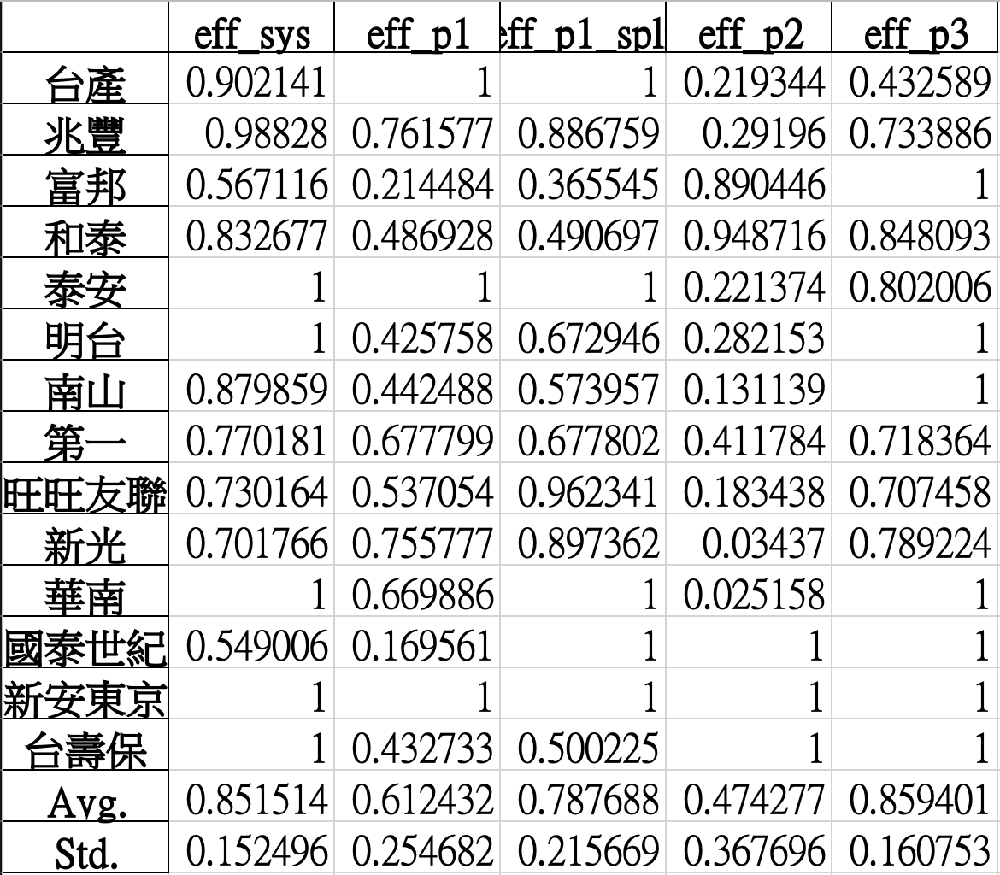 eff_sys eff_p1 eff_p1_spl eff_p2 eff_p3
台產 0.902141 1 1 0.219344 0.432589
兆豐 0.98828 0.761577 0.886759 0.29196 0.733886
富邦 0.567116 0.214484 0.365545 0.890446 1
和泰 0.832677 0.486928 0.490697 0.948716 0.848093
泰安 1 1 1 0.221374 0.802006
明台 1 0.425758 0.672946 0.282153 1
南山 0.879859 0.442488 0.573957 0.131139 1
第一 0.770181 0.677799 0.677802 0.411784 0.718364
旺旺友聯 0.730164 0.537054 0.962341 0.183438 0.707458
新光 0.701766 0.755777 0.897362 0.03437 0.789224
華南 1 0.669886 1 0.025158 1
國泰世紀 0.549006 0.169561 1 1 1
新安東京 1 1 1 1 1
台壽保 1 0.432733 0.500225 1 1
Avg. 0.851514 0.612432 0.787688 0.474277 0.859401
Std. 0.152496 0.254682 0.215669 0.367696 0.160753